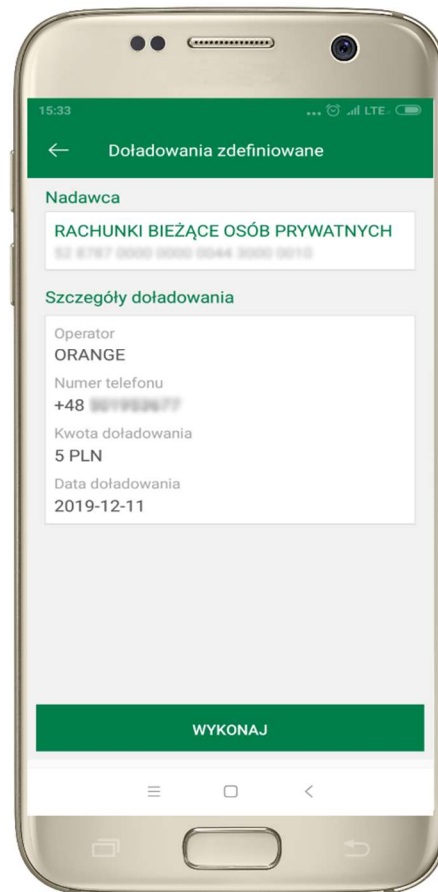 15:33
... LTE
Doładowania zdefiniowane
Nadawca
RACHUNKI BIEŻĄCE OSÓB PRYWATNYCH
Szczegóły doładowania
Operator
ORANGE
Numer telefonu
+48
Kwota doładowania
5 PLN
Data doładowania
2019-12-11
WYKONAJ